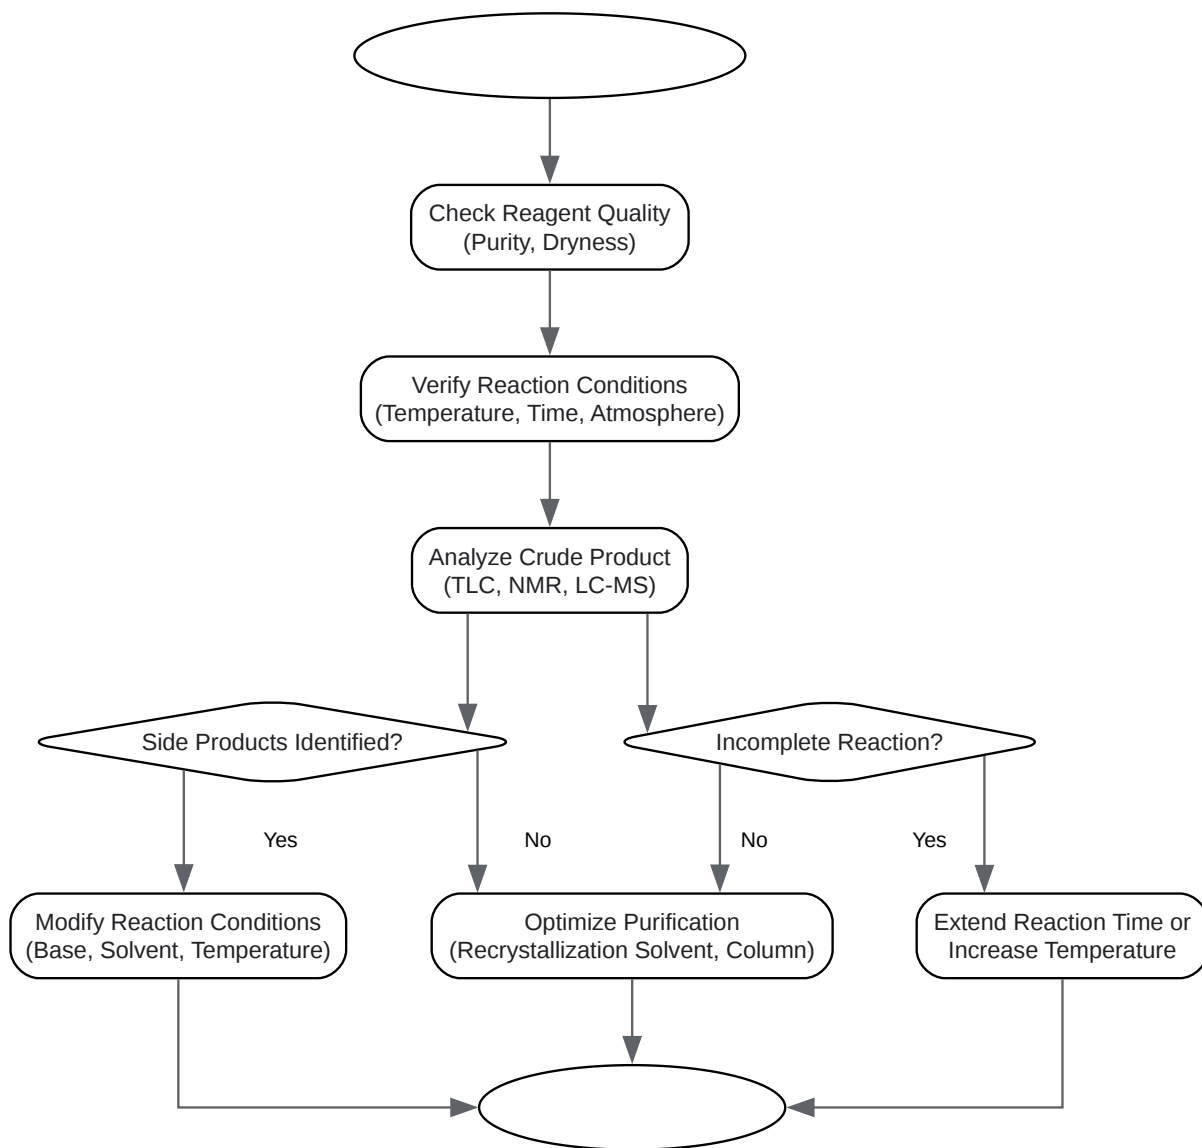 Check Reagent Quality
(Purity, Dryness)
Verify Reaction Conditions
(Temperature, Time, Atmosphere)
Analyze Crude Product
(TLC, NMR, LC-MS)
Side Products Identified?
Incomplete Reaction?
Yes
No
No
Yes
Modify Reaction Conditions
(Base, Solvent, Temperature)
Optimize Purification
(Recrystallization Solvent, Column)
Extend Reaction Time or
Increase Temperature